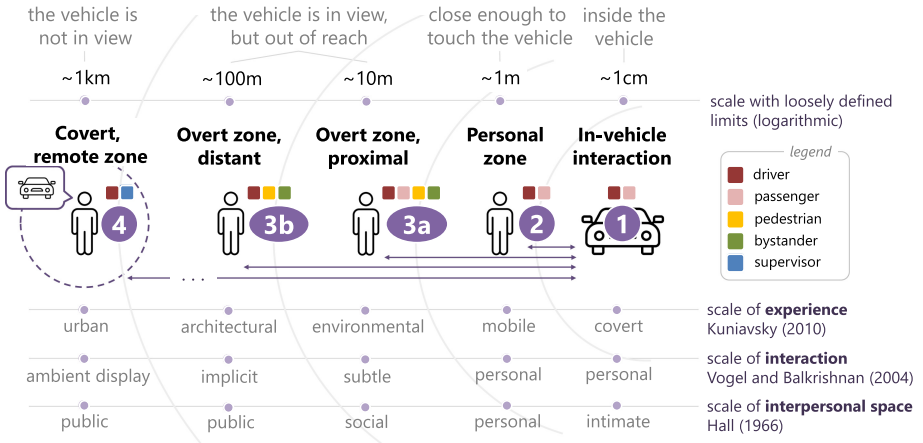 the vehicle is
not in view
the vehicle is in view,
but out of reach
close enough to
touch the vehicle
inside the
vehicle
~1km
~100m
~10m
~1m
~1cm
scale with loosely defined
limits (logarithmic)
Covert,
remote zone
Overt zone,
distant
Overt zone,
proximal
Personal
zone
In-vehicle
interaction
legend
driver
passenger
pedestrian
bystander
supervisor
4
3b
3a
2
1
. . .
urban
architectural
environmental
mobile
covert
scale of experience
Kuniavsky (2010)
ambient display
implicit
subtle
personal
personal
scale of interaction
Vogel and Balkrishnan (2004)
public
public
social
personal
intimate
scale of interpersonal space
Hall (1966)